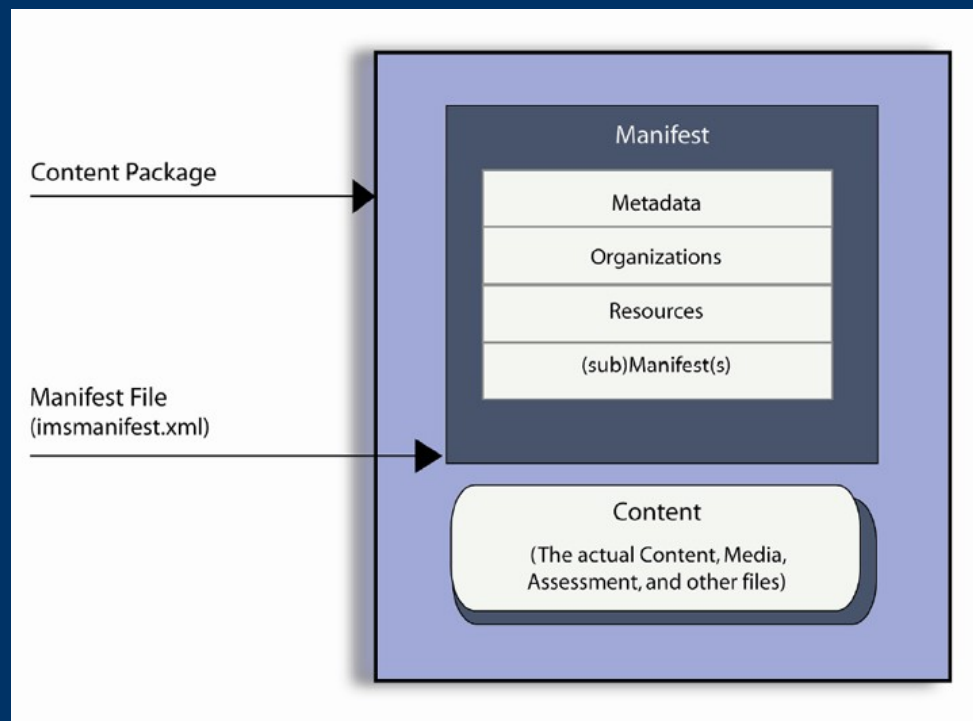 Content Package
Manifest File
(imsmanifest.xml)
Manifest
Metadata
Organizations
Resources
(sub)Manifest(s)
Content
(The actual Content, Media,
Assessment, and other files)